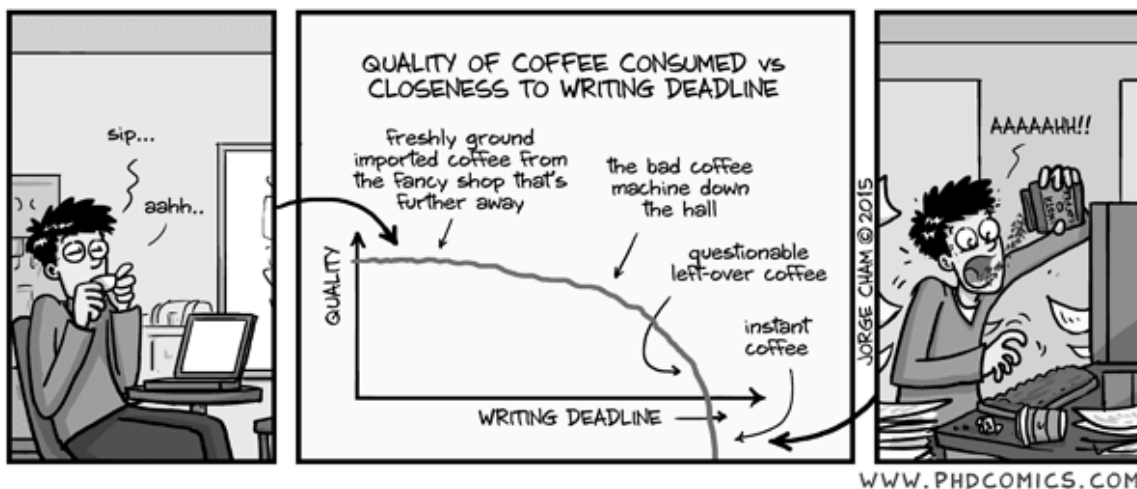 sip...
aahh..
QUALITY OF COFFEE CONSUMED vs
CLOSENESS TO WRITING DEADLINE
freshly ground
imported coffee from
the fancy shop that's
further away
the bad coffee
machine down
the hall
questionable
left-over coffee
instant
coffee
QUALITY
WRITING DEADLINE
JORGE CHAM © 2015
AAAAAHH!!
WWW.PHDCOMICS.COM